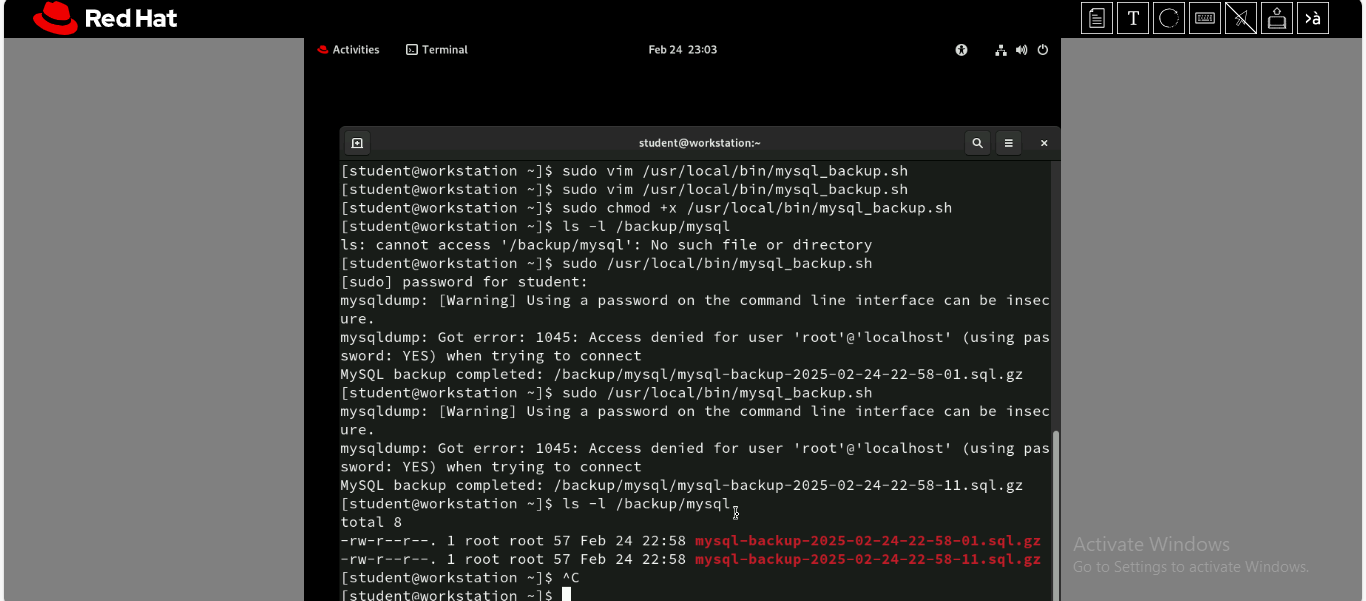 Red Hat
T
>à
Activities
Terminal
Feb 24 23:03
student@workstation:~
[student@workstation ~]$ sudo vim /usr/local/bin/mysql_backup.sh
[student@workstation ~]$ sudo vim /usr/local/bin/mysql_backup.sh
[student@workstation ~]$ sudo chmod +x /usr/local/bin/mysql_backup.sh
[student@workstation ~]$ ls -l /backup/mysql
ls: cannot access '/backup/mysql': No such file or directory
[student@workstation ~]$ sudo /usr/local/bin/mysql_backup.sh
[sudo] password for student:
mysqldump: [Warning] Using a password on the command line interface can be insec
ure.
mysqldump: Got error: 1045: Access denied for user 'root'@'localhost' (using pas
sword: YES) when trying to connect
MySQL backup completed: /backup/mysql/mysql-backup-2025-02-24-22-58-01.sql.gz
[student@workstation ~]$ sudo /usr/local/bin/mysql_backup.sh
mysqldump: [Warning] Using a password on the command line interface can be insec
ure.
mysqldump: Got error: 1045: Access denied for user 'root'@'localhost' (using pas
sword: YES) when trying to connect
MySQL backup completed: /backup/mysql/mysql-backup-2025-02-24-22-58-11.sql.gz
[student@workstation ~]$ ls -l /backup/mysql
total 8
-rw-r--r--. 1 root root 57 Feb 24 22:58 mysql-backup-2025-02-24-22-58-01.sql.gz
-rw-r--r--. 1 root root 57 Feb 24 22:58 mysql-backup-2025-02-24-22-58-11.sql.gz
[student@workstation ~]$ ^C
[student@workstation ~]$
Activate Windows
Go to Settings to activate Windows.